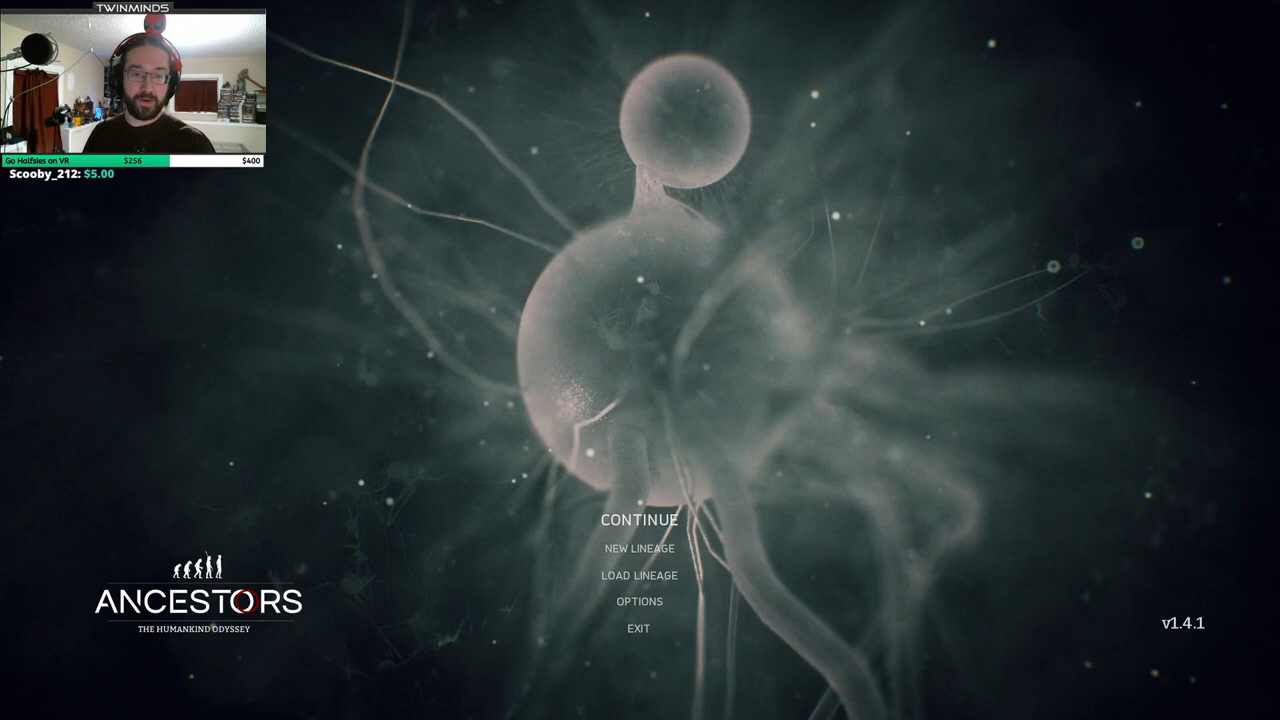 TWINMINDS
Go Halfsies on VR $256 $400
Scooby_212: $5.00
CONTINUE
NEW LINEAGE
LOAD LINEAGE
OPTIONS
EXIT
ANCESTORS
THE HUMANKIND ODYSSEY
v1.4.1